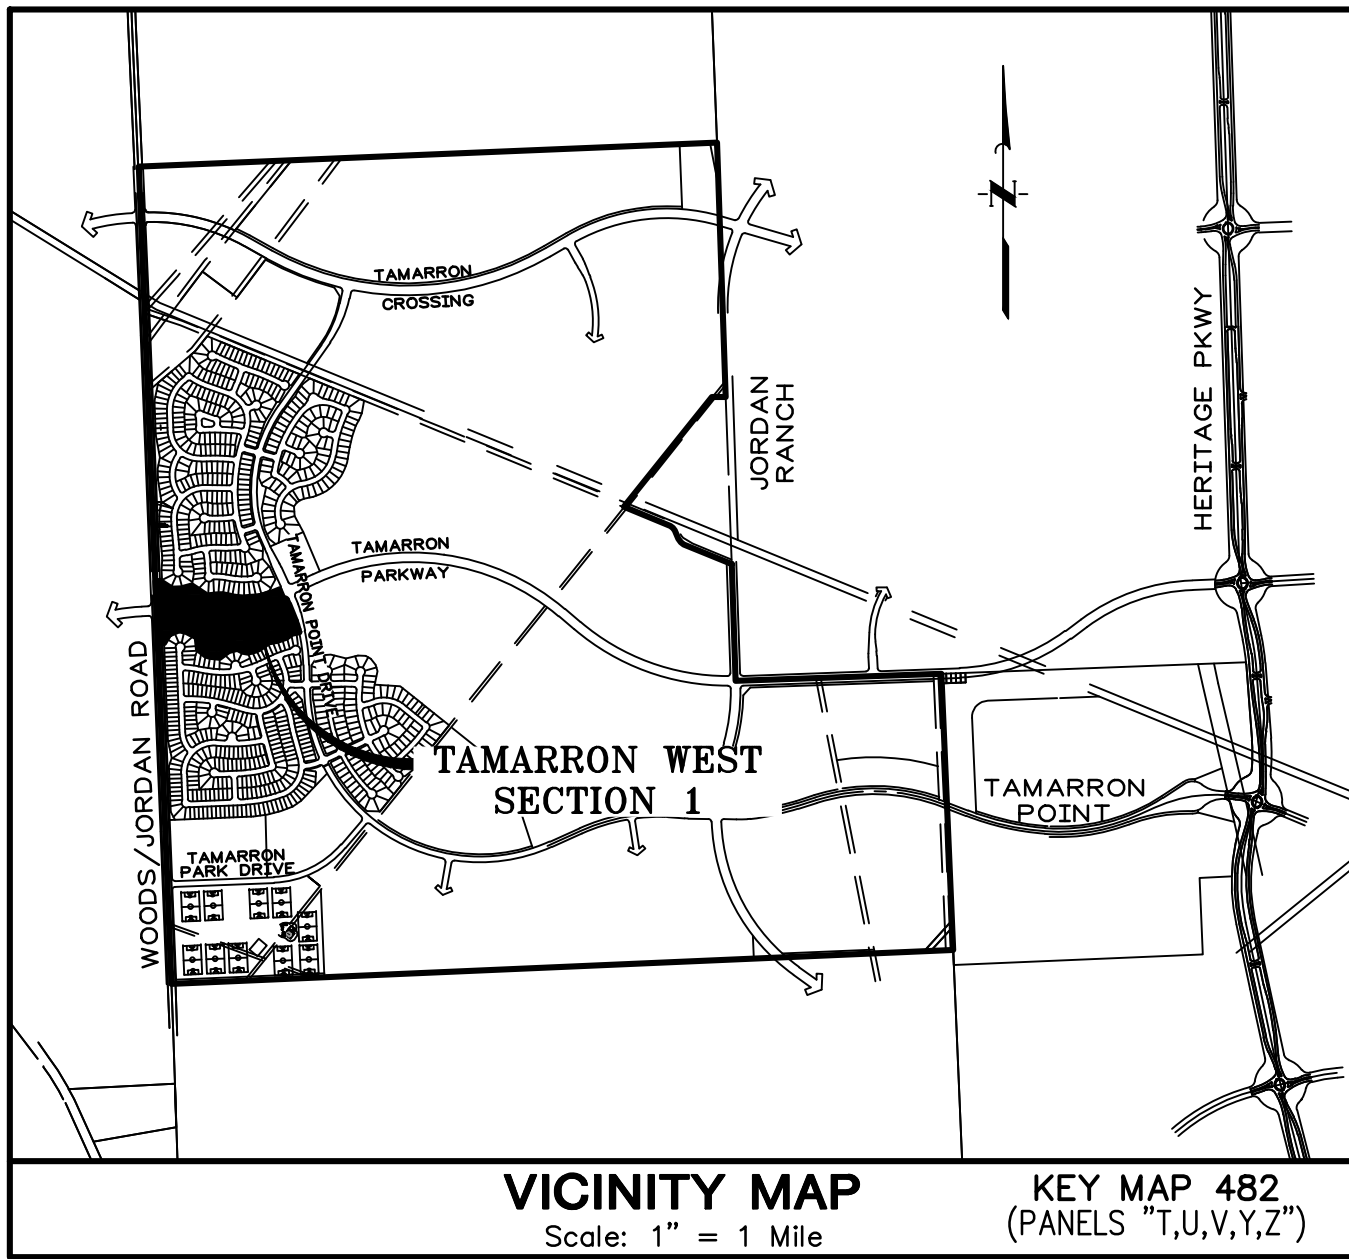 N
TAMARRON
CROSSING
HERITAGE PKWY
JORDAN
RANCH
TAMARRON
PARKWAY
TAMARRON POINT DRIVE
WOODS/JORDAN ROAD
TAMARRON WEST
SECTION 1
TAMARRON
POINT
TAMARRON
PARK DRIVE
VICINITY MAP
Scale: 1" = 1 Mile
KEY MAP 482
(PANELS "T,U,V,Y,Z")